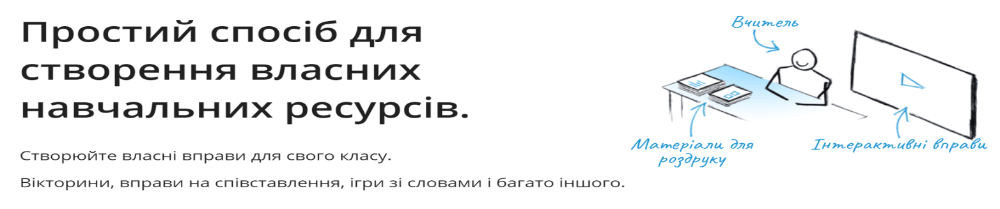 Простий спосіб для
створення власних
навчальних ресурсів.
Створюйте власні вправи для свого класу.
Вікторини, вправи на співставлення, ігри зі словами і багато іншого.
Вчитель
Матеріали для
роздруку
Інтерактивні вправи